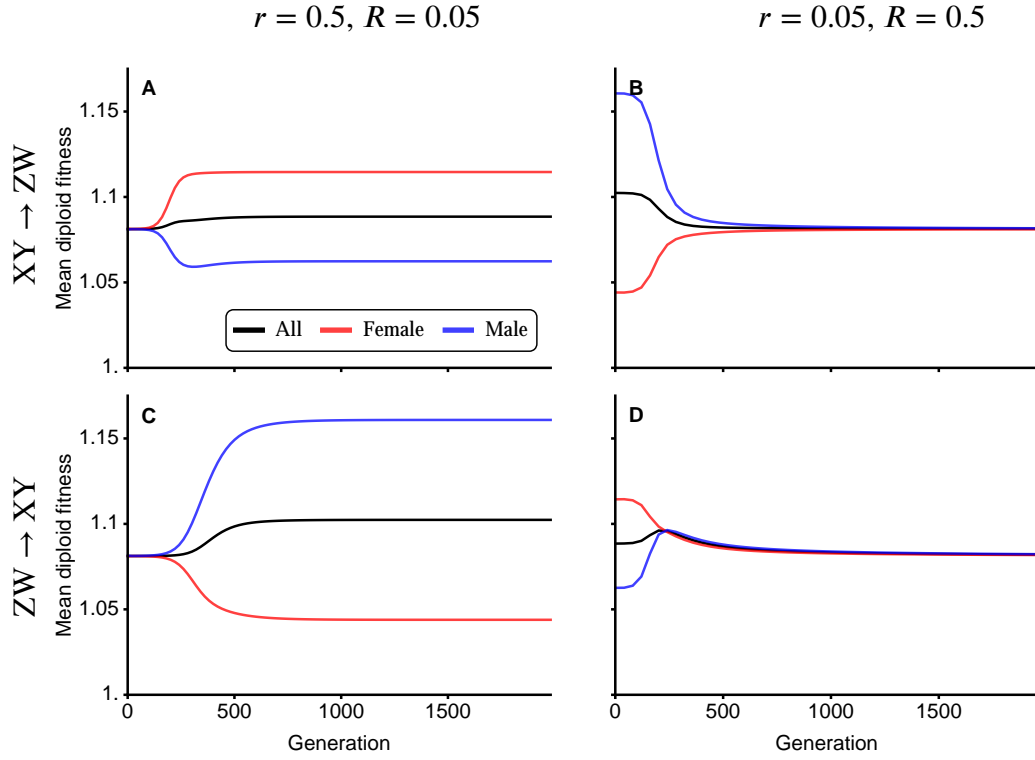 r = 0.5, R = 0.05
r = 0.05, R = 0.5
XY → ZW
Mean diploid fitness
A
1.15
1.1
1.05
1.
All Female Male
B
ZW → XY
Mean diploid fitness
C
1.15
1.1
1.05
1.
0 500 1000 1500
Generation
D
0 500 1000 1500
Generation